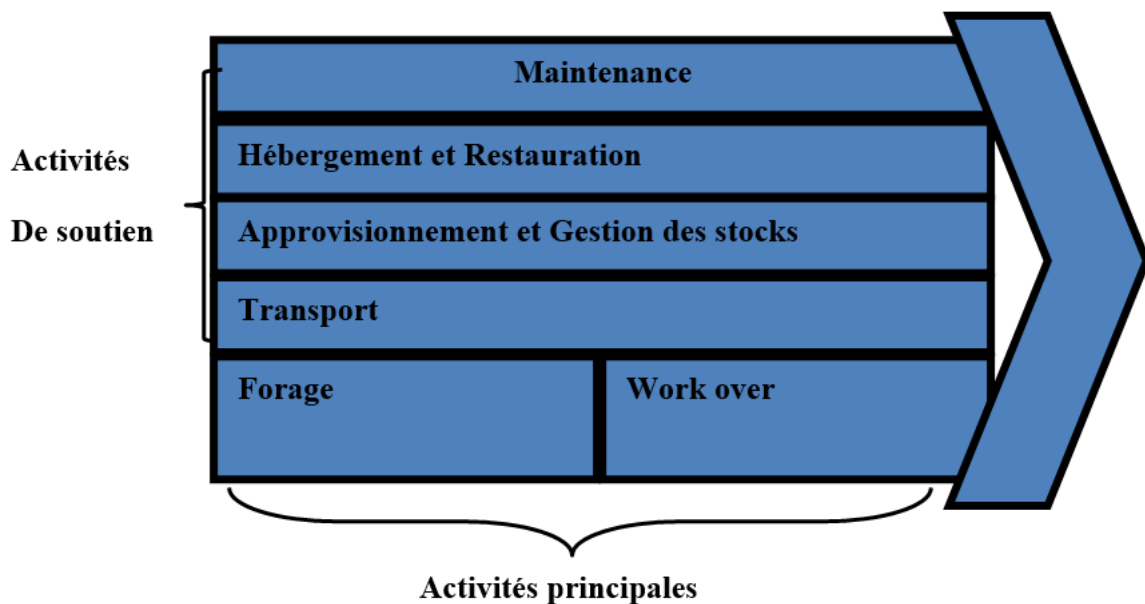 Maintenance
Activités
De soutien
Hébergement et Restauration
Approvisionnement et Gestion des stocks
Transport
Forage
Work over
Activités principales